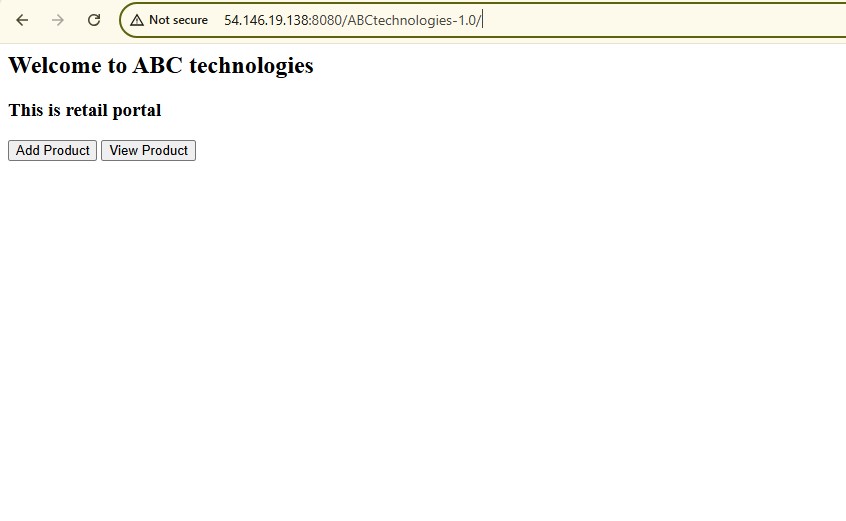 Not secure 54.146.19.138:8080/ABCtechnologies-1.0/
Welcome to ABC technologies
This is retail portal
Add Product View Product